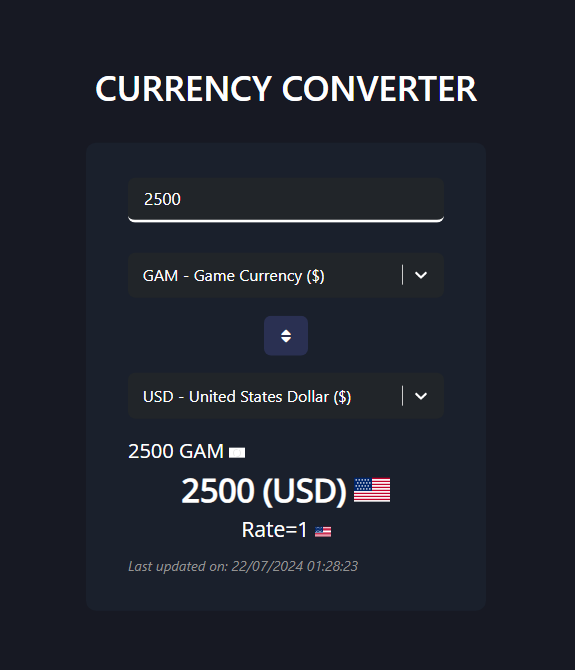 CURRENCY CONVERTER
2500
GAM - Game Currency ($)
USD - United States Dollar ($)
2500 GAM
2500 (USD)
Rate=1
Last updated on: 22/07/2024 01:28:23